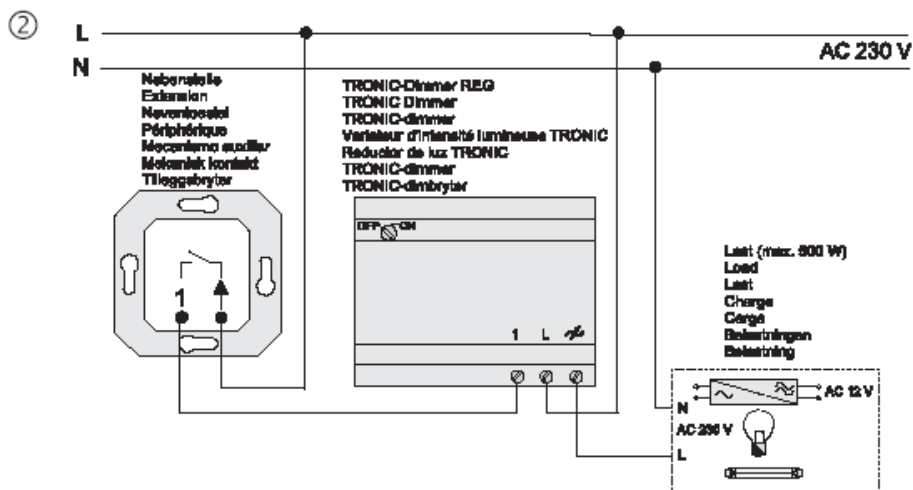 ②
L
N
AC 230 V
Nebenstelle
Extension
Neventoestel
Périphérique
Mecanismo auxiliar
Mekanisk kontakt
Tilleggsbryter
TRONIC-Dimmer REG
TRONIC Dimmer
TRONIC-dimmer
Variateur d'intensité lumineuse TRONIC
Reductor de luz TRONIC
TRONIC-dimmer
TRONIC-dimbryter
OFF ON
1
1 L
Last (max. 500 W)
Load
Last
Charge
Carga
Belastningen
Belastning
N
AC 12 V
AC 230 V
L